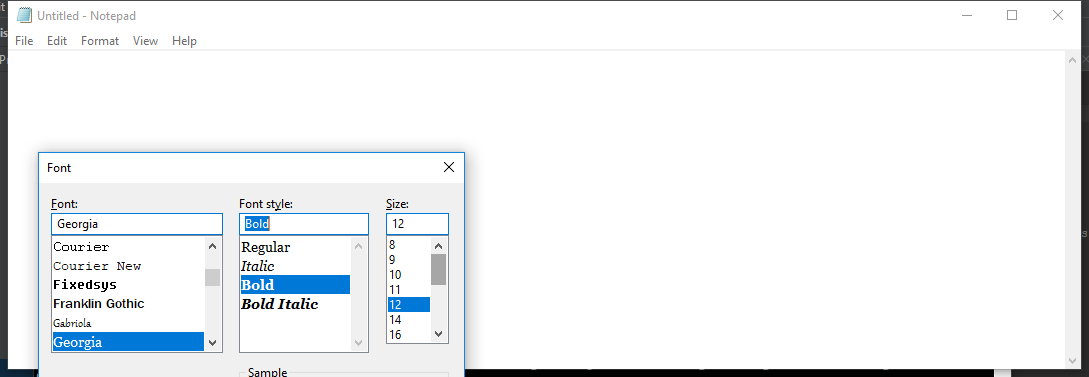 Untitled - Notepad
File Edit Format View Help
Font
Font: Font style: Size:
Georgia Bold 12
Courier Regular 8
Courier New Italic 9
Fixedsys Bold 10
Franklin Gothic Bold Italic 11
Gabriola 12
Georgia 14
16
Sample